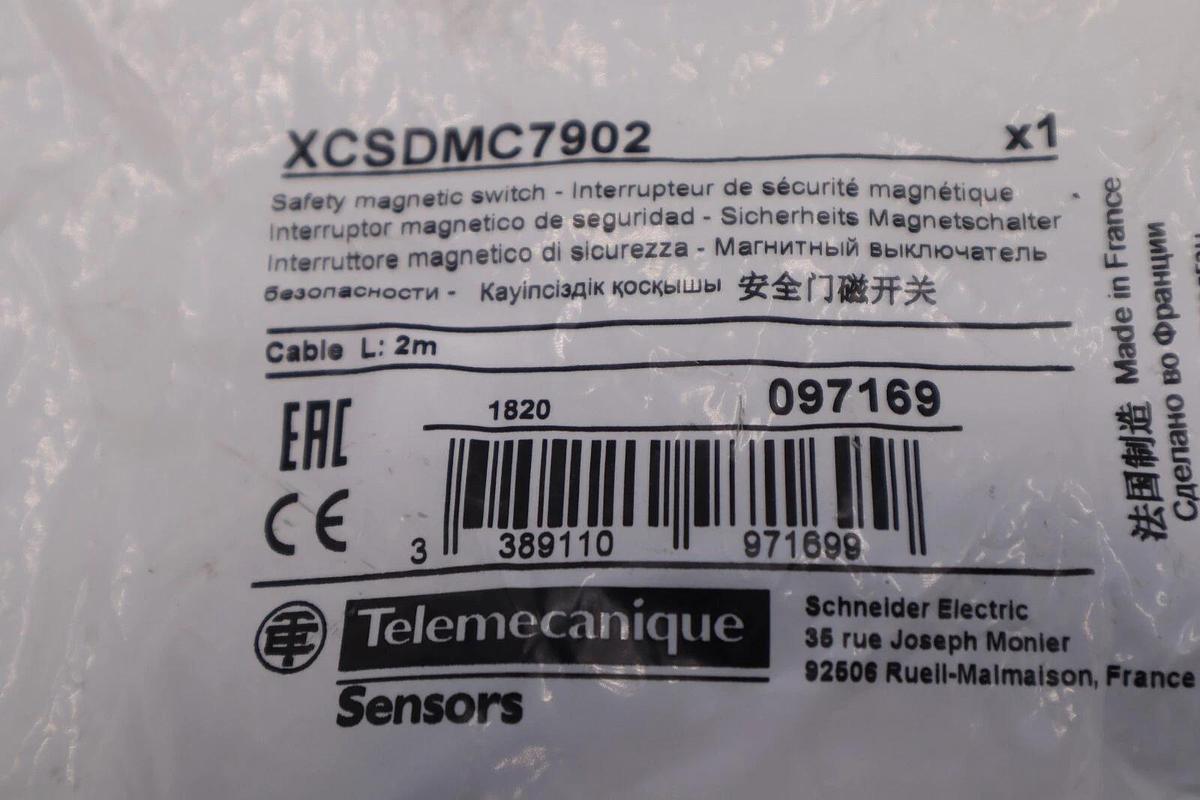 XCSDMC7902 x1
Safety magnetic switch - Interrupteur de sécurité magnétique
Interruptor magnetico de seguridad - Sicherheits Magnetschalter
Interruttore magnetico di sicurezza - Магнитный выключатель
безопасности - Кауіпсіздік қосқышы 安全门磁开关
Cable L: 2m
EAC
CE
1820 097169
3 389110 971699
Telemecanique
Sensors
Schneider Electric
35 rue Joseph Monier
92506 Rueil-Malmaison, France
法国制造 Made in France
Сделано во Франции